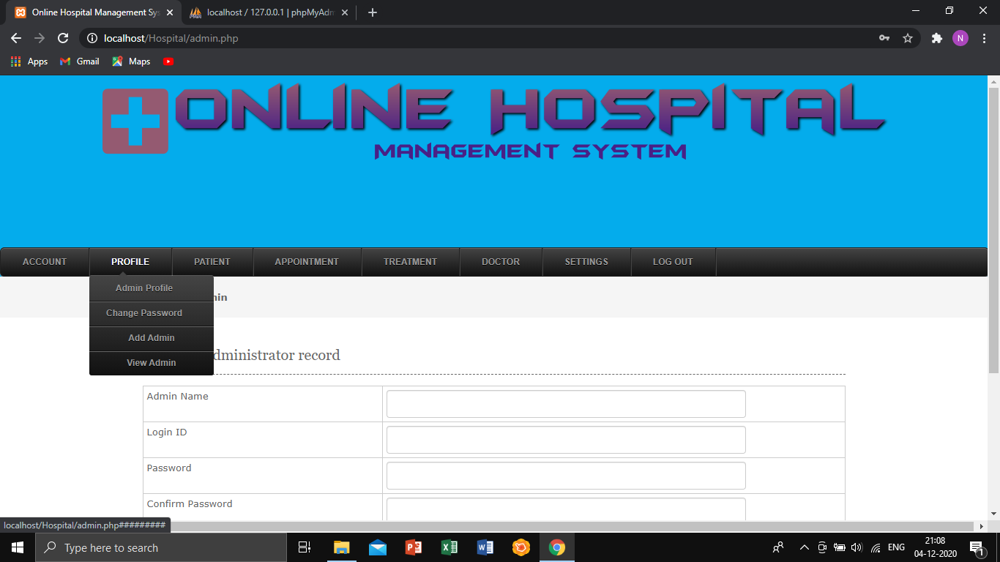 Online Hospital Management Sys
localhost / 127.0.0.1 | phpMyAdm
localhost/Hospital/admin.php
N
Apps
Gmail
Maps
ONLINE HOSPITAL
MANAGEMENT SYSTEM
ACCOUNT PROFILE PATIENT APPOINTMENT TREATMENT DOCTOR SETTINGS LOG OUT
Admin Profile
Change Password
Add Admin
View Admin
min
dministrator record
Admin Name
Login ID
Password
Confirm Password
localhost/Hospital/admin.php#########
Type here to search
ENG
21:08
04-12-2020
1